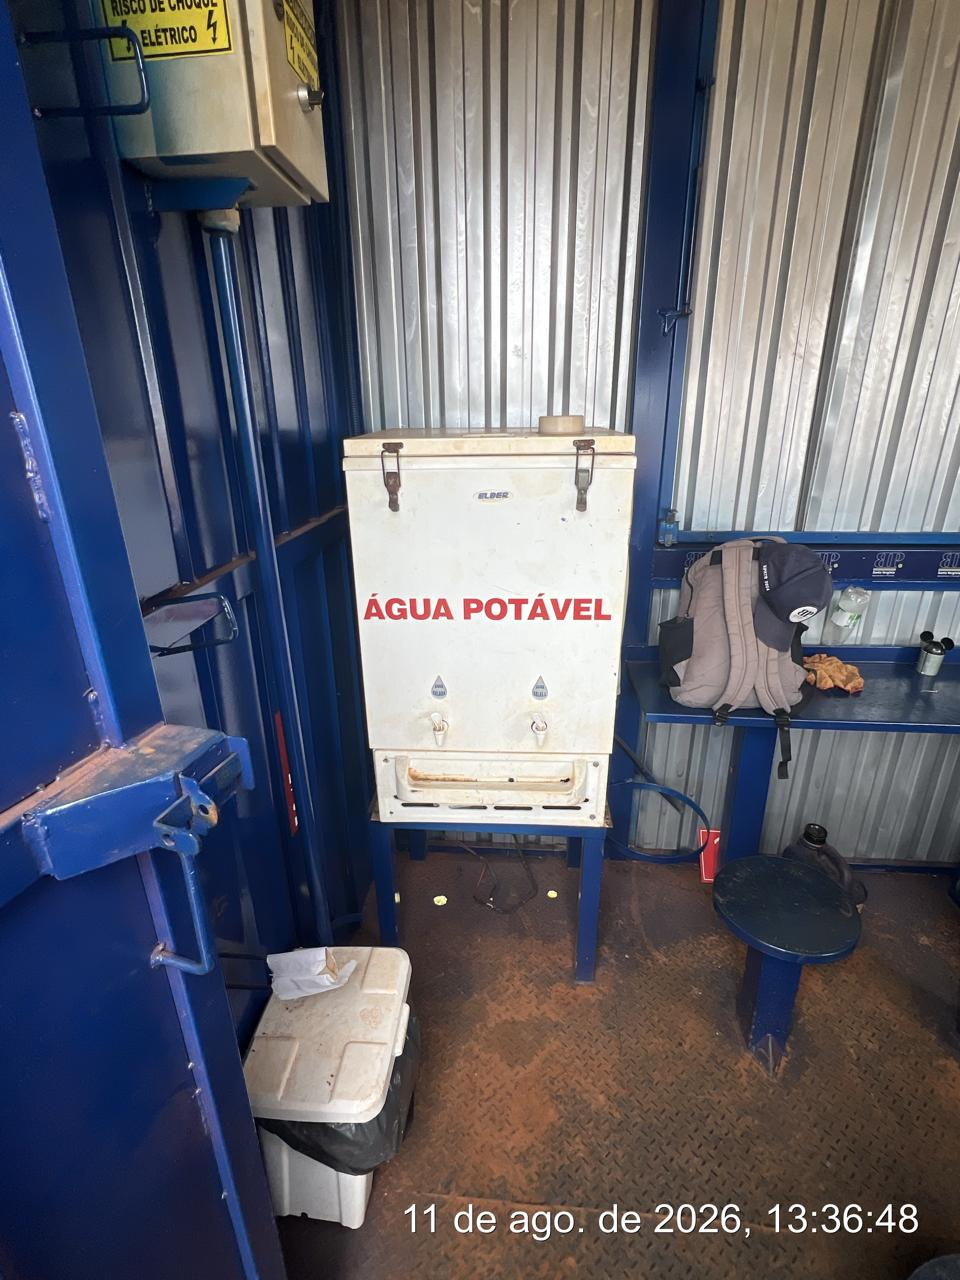 RISCO DE CHOQUE
ELÉTRICO
ELBER
ÁGUA POTÁVEL
11 de ago. de 2026, 13:36:48